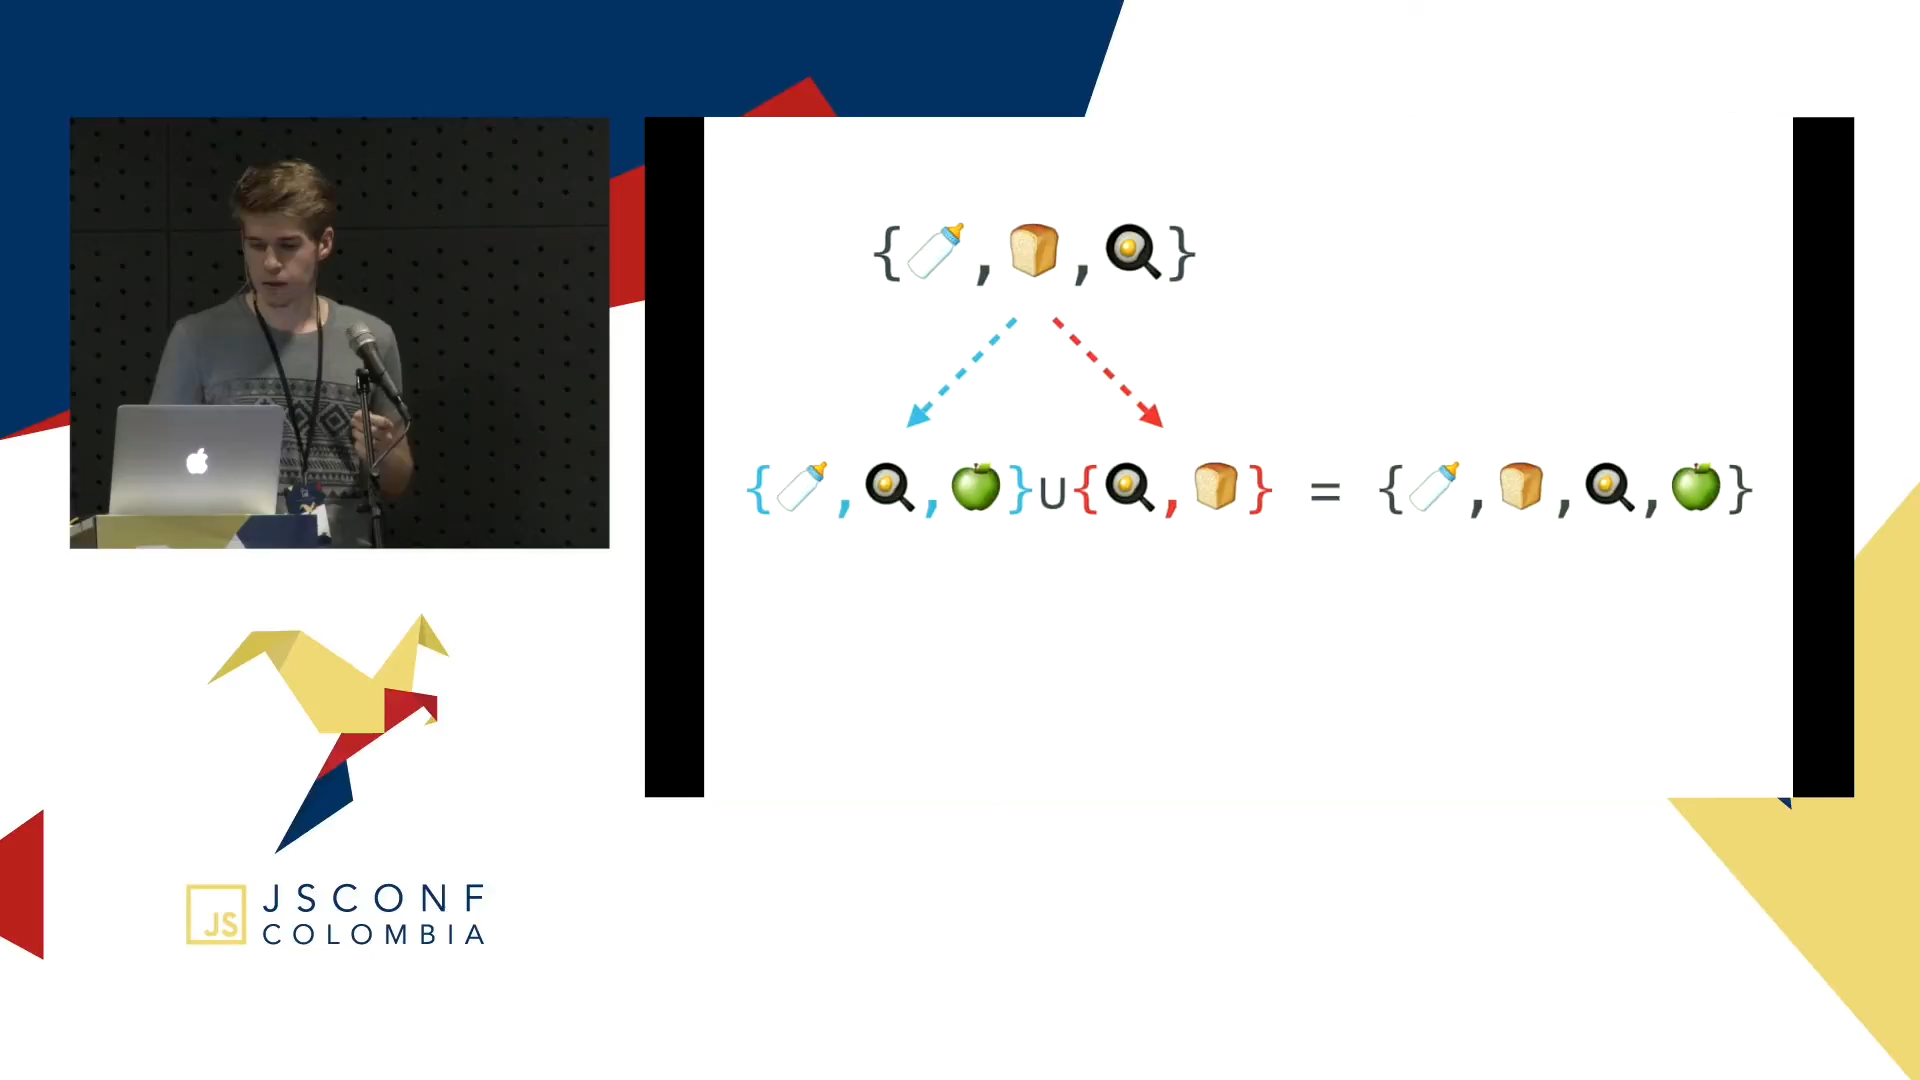 {🍼,🍞,🍳}
{🍼,🍳,🍏}∪{🍳,🍞} = {🍼,🍞,🍳,🍏}
JS
JSCONF
COLOMBIA